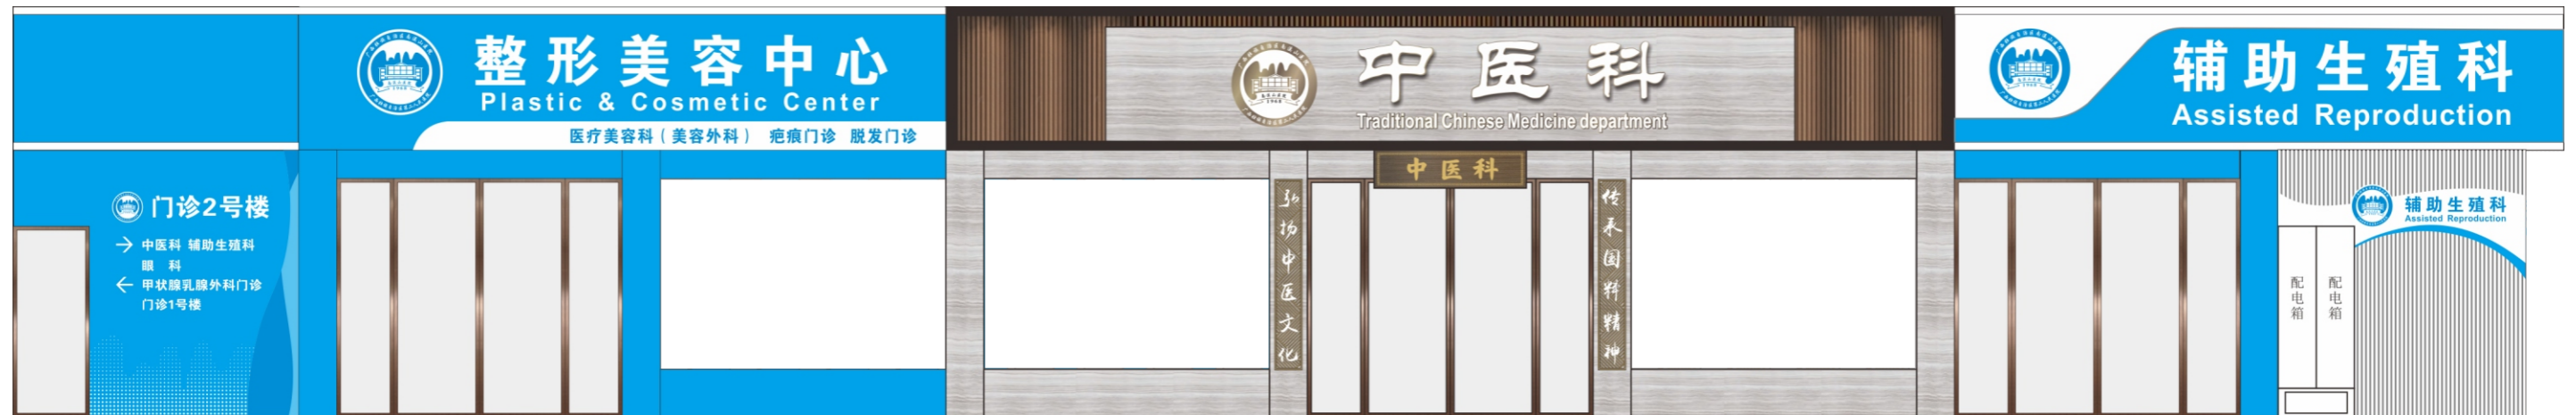 整形美容中心
Plastic & Cosmetic Center
医疗美容科（美容外科） 疤痕门诊 脱发门诊
门诊2号楼
→ 中医科 辅助生殖科
眼 科
← 甲状腺乳腺外科门诊
门诊1号楼
1968
中医科
Traditional Chinese Medicine department
中医科
弘扬中医文化
传承国粹精神
辅助生殖科
Assisted Reproduction
辅助生殖科
Assisted Reproduction
配电箱
配电箱